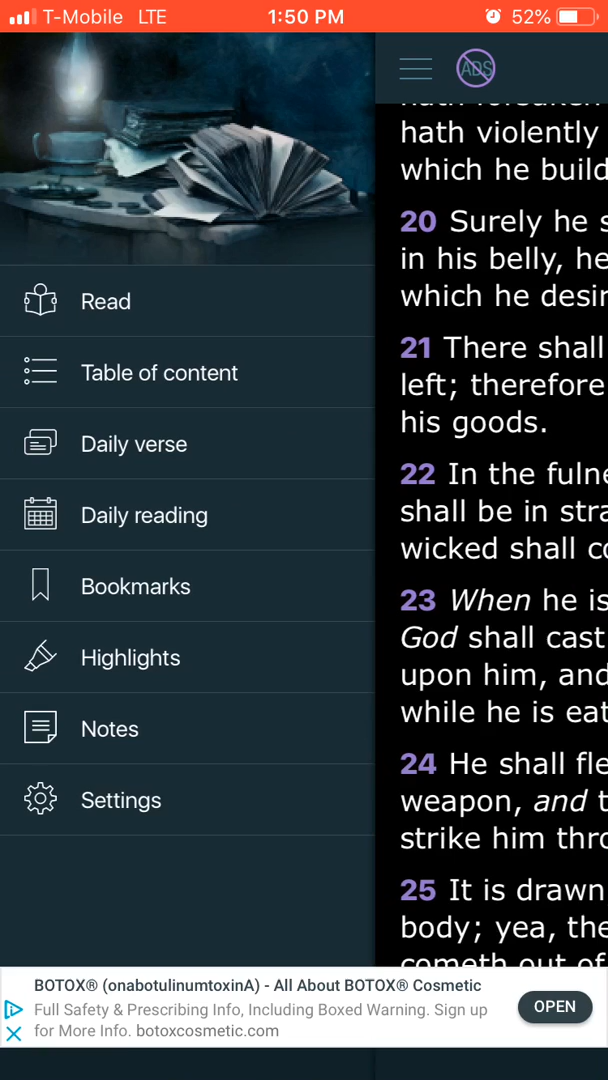 T-Mobile LTE 1:50 PM 52%
ADS
Read
Table of content
Daily verse
Daily reading
Bookmarks
Highlights
Notes
Settings
hath violently
which he build
20 Surely he s
in his belly, he
which he desir
21 There shall
left; therefore
his goods.
22 In the fulne
shall be in stra
wicked shall co
23 When he is
God shall cast
upon him, and
while he is eat
24 He shall fle
weapon, and t
strike him thro
25 It is drawn
body; yea, the
cometh out of
BOTOX® (onabotulinumtoxinA) - All About BOTOX® Cosmetic
Full Safety & Prescribing Info, Including Boxed Warning. Sign up
for More Info. botoxcosmetic.com
OPEN